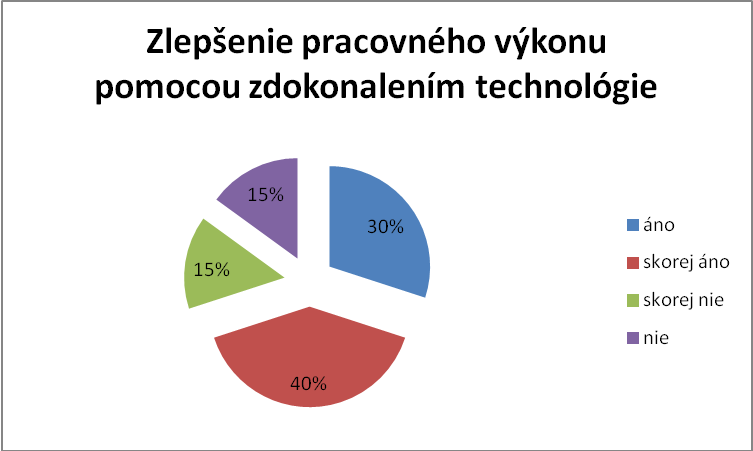 Zlepšenie pracovného výkonu
pomocou zdokonalením technológie
15%
30%
15%
40%
áno
skorej áno
skorej nie
nie